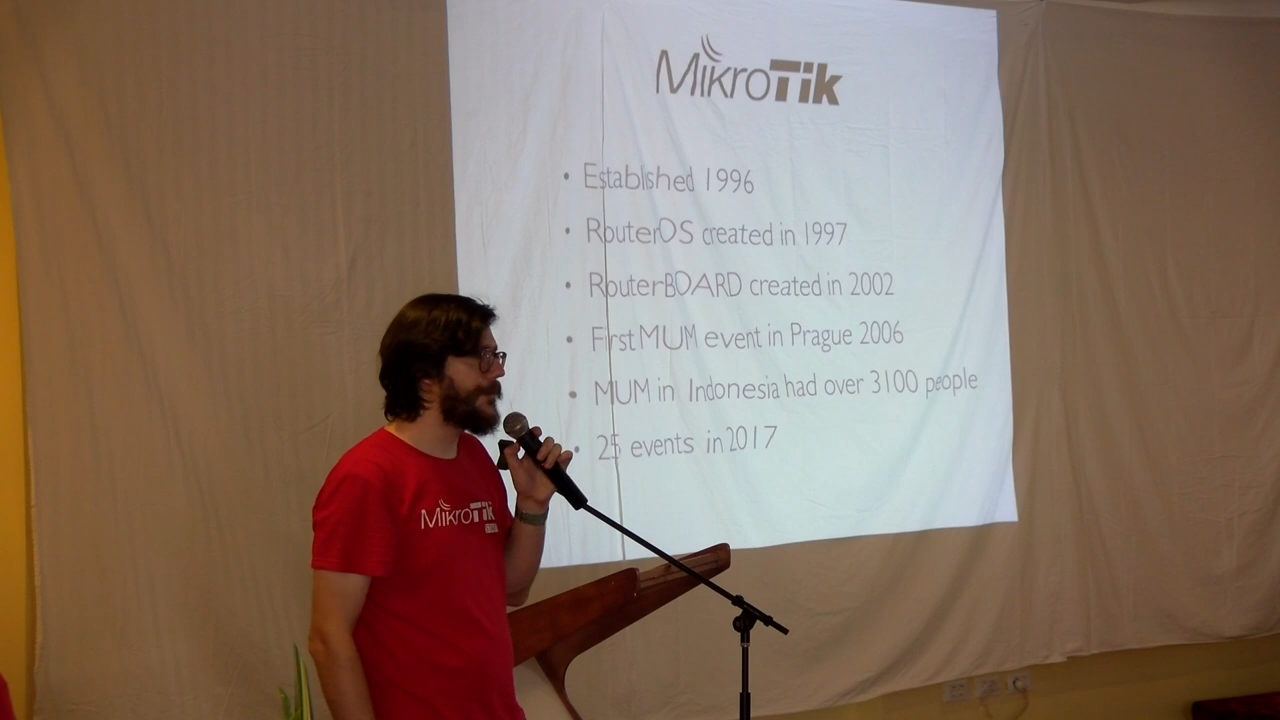 MikroTik
• Established 1996
• RouterOS created in 1997
• RouterBOARD created in 2002
• First MUM event in Prague 2006
• MUM in Indonesia had over 3100 people
• 25 events in 2017
MikroTik